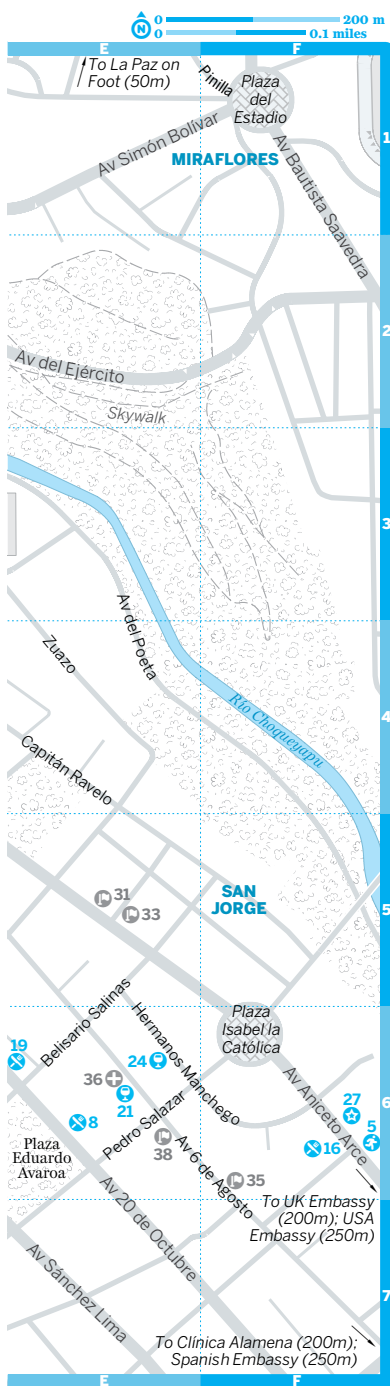 0 200 m
N
0 0.1 miles
E F
To La Paz on
Foot (50m)
Pinilla
Plaza
del
Estadio
1
Av Simón Bolívar
MIRAFLORES
Av Bautista Saavedra
2
Av del Ejército
Skywalk
3
Av del Poeta
Zuazo
4
Río Choqueyapu
Capitán Ravelo
31
SAN
JORGE
33
5
Belisario Salinas
Hermanos Manchego
Plaza
Isabel la
Católica
19
24
36
21
Av Aniceto Arce
27
6
8
Pedro Salazar
5
Plaza
Eduardo
Avaroa
38
16
Av 6 de Agosto
35
Av 20 de Octubre
To UK Embassy
(200m); USA
Embassy (250m)
Av Sánchez Lima
7
To Clínica Alamena (200m);
Spanish Embassy (250m)
E F